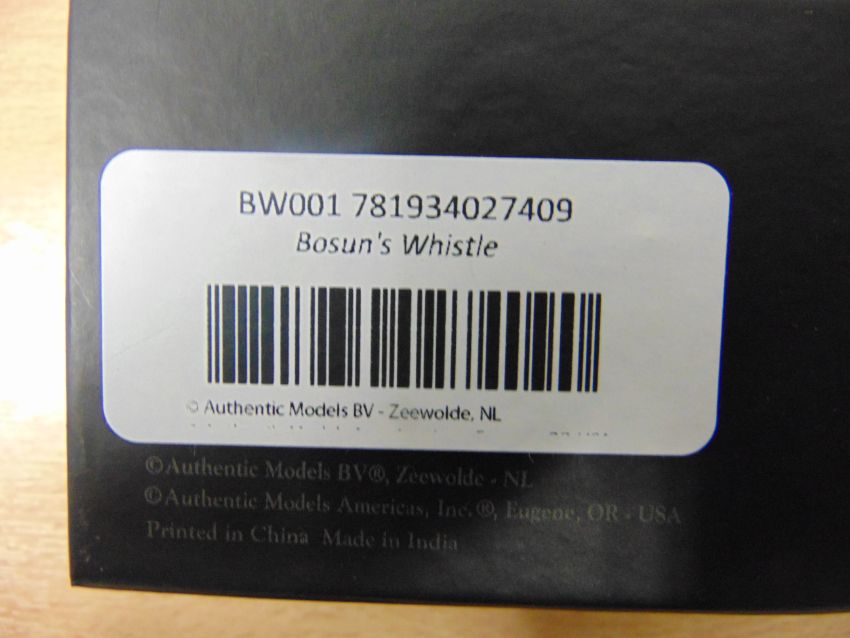 BW001 781934027409
Bosun's Whistle
© Authentic Models BV - Zeewolde, NL
©Authentic Models BV®, Zeewolde - NL
©Authentic Models Americas, Inc.®, Eugene, OR - USA
Printed in China Made in India